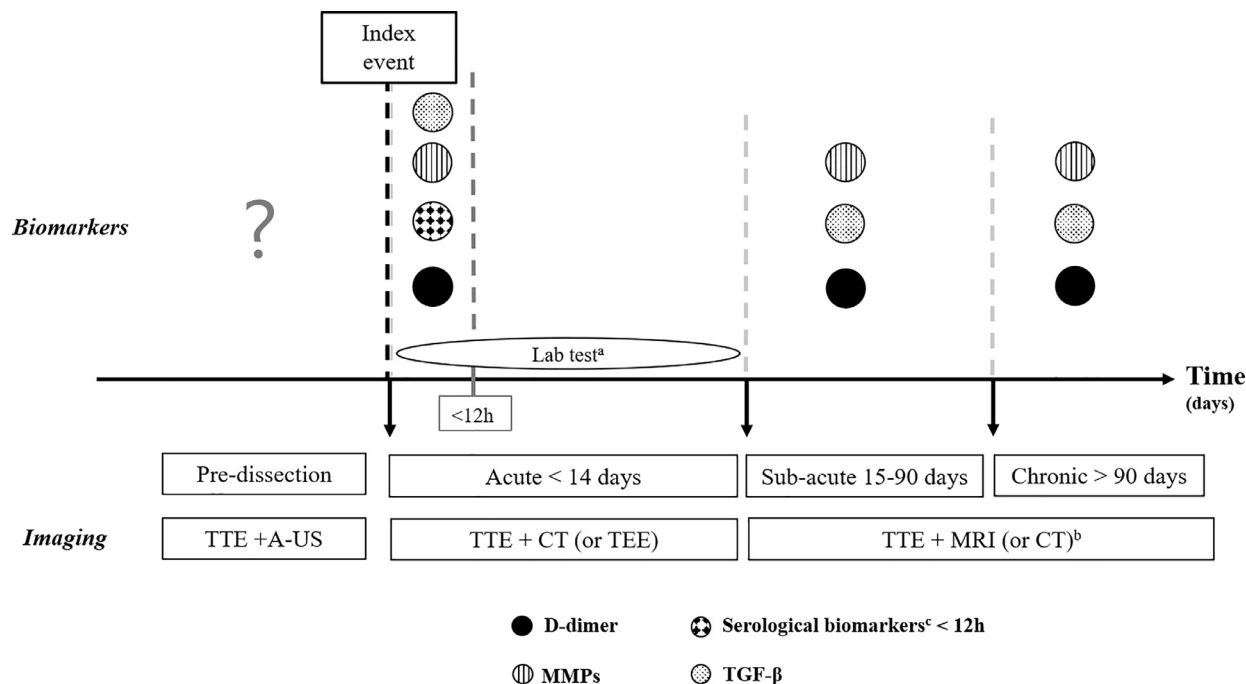 Index
event
?
Biomarkers
Lab testᵃ
Time
(days)
<12h
Pre-dissection
Acute < 14 days
Sub-acute 15-90 days
Chronic > 90 days
Imaging
TTE +A-US
TTE + CT (or TEE)
TTE + MRI (or CT)ᵇ
D-dimer
Serological biomarkersᶜ < 12h
MMPs
TGF-β